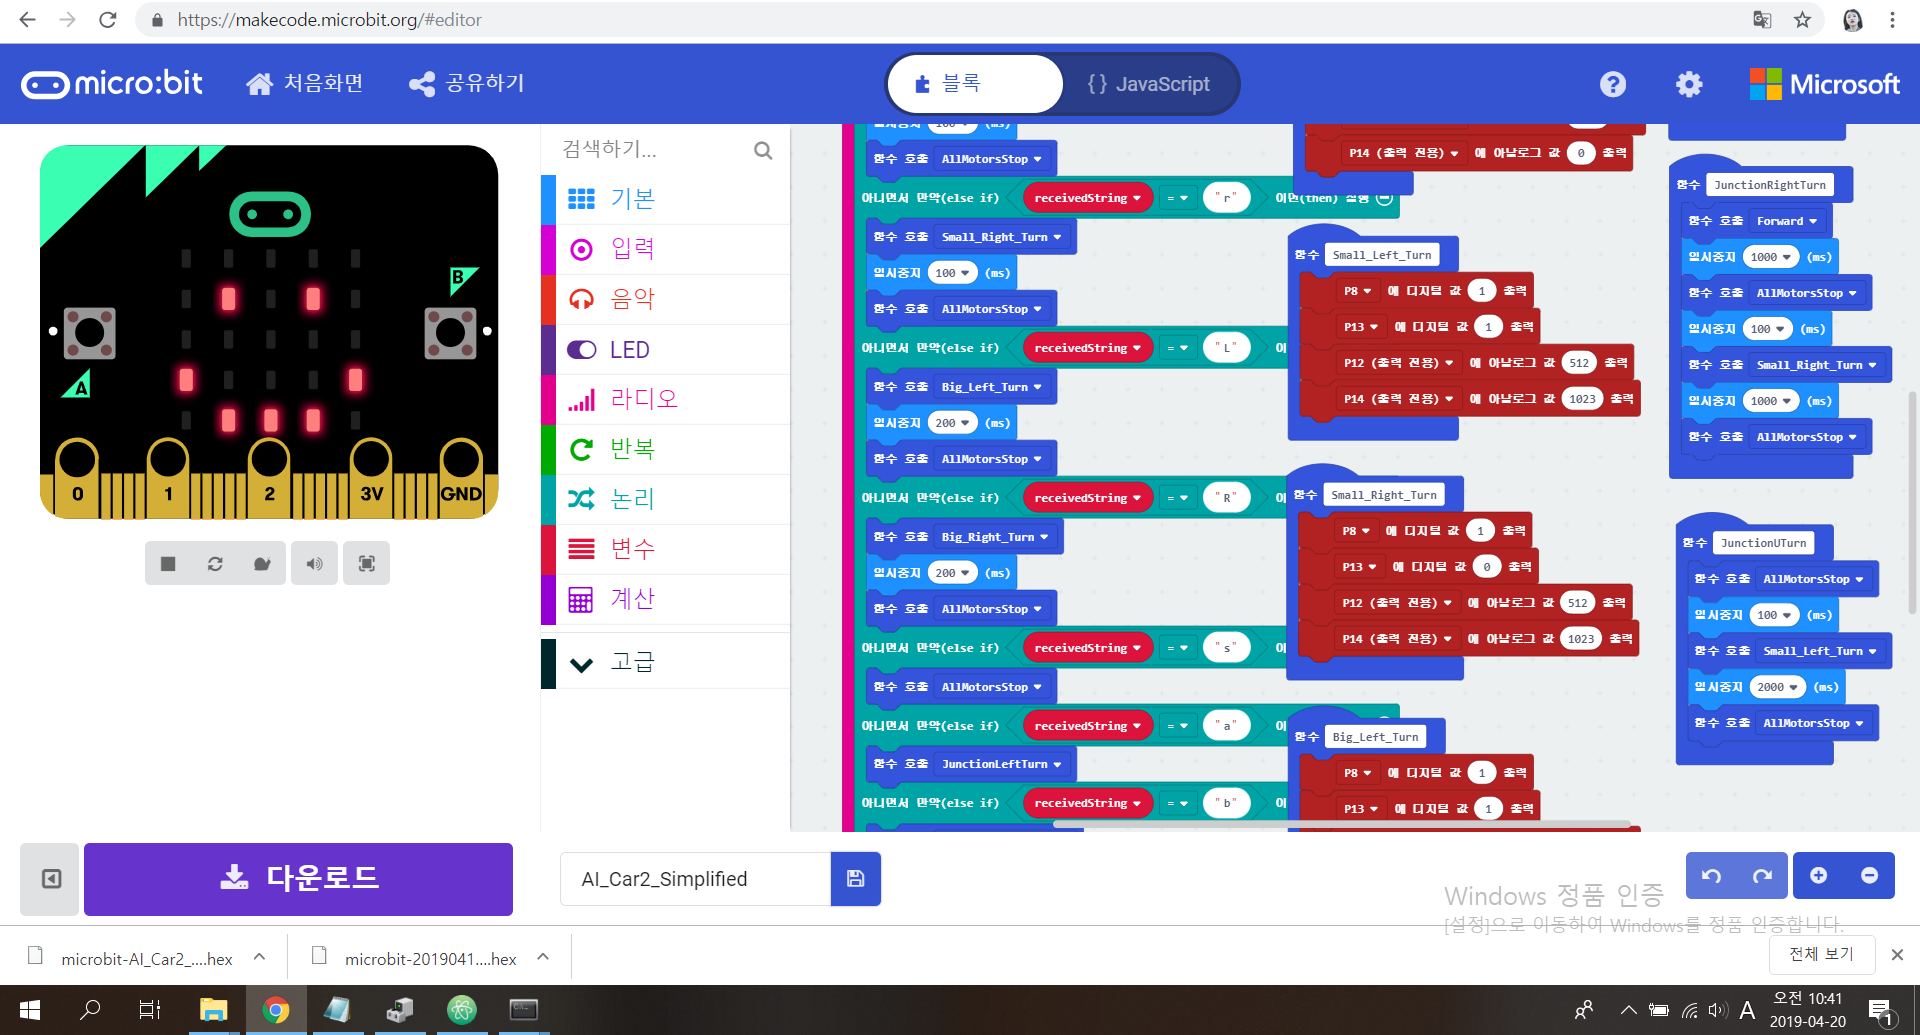 https://makecode.microbit.org/#editor
micro:bit
처음화면
공유하기
블록
{} JavaScript
Microsoft
검색하기...
기본
입력
음악
LED
라디오
반복
논리
변수
계산
고급
A
B
0
1
2
3V
GND
(ms)
함수 호출 AllMotorsStop
아니면서 만약(else if) receivedString = "r" 이면(then) 실행
함수 호출 Small_Right_Turn
일시중지 100 (ms)
함수 호출 AllMotorsStop
아니면서 만약(else if) receivedString = "L"
함수 호출 Big_Left_Turn
일시중지 200 (ms)
함수 호출 AllMotorsStop
아니면서 만약(else if) receivedString = "R"
함수 호출 Big_Right_Turn
일시중지 200 (ms)
함수 호출 AllMotorsStop
아니면서 만약(else if) receivedString = "s"
함수 호출 AllMotorsStop
아니면서 만약(else if) receivedString = "a"
함수 호출 JunctionLeftTurn
아니면서 만약(else if) receivedString = "b"
P14 (출력 전용) 에 아날로그 값 0 출력
함수 Small_Left_Turn
P8 에 디지털 값 1 출력
P13 에 디지털 값 1 출력
P12 (출력 전용) 에 아날로그 값 512 출력
P14 (출력 전용) 에 아날로그 값 1023 출력
함수 Small_Right_Turn
P8 에 디지털 값 1 출력
P13 에 디지털 값 0 출력
P12 (출력 전용) 에 아날로그 값 512 출력
P14 (출력 전용) 에 아날로그 값 1023 출력
함수 Big_Left_Turn
P8 에 디지털 값 1 출력
P13 에 디지털 값 1 출력
함수 JunctionRightTurn
함수 호출 Forward
일시중지 1000 (ms)
함수 호출 AllMotorsStop
일시중지 100 (ms)
함수 호출 Small_Right_Turn
일시중지 1000 (ms)
함수 호출 AllMotorsStop
함수 JunctionUTurn
함수 호출 AllMotorsStop
일시중지 100 (ms)
함수 호출 Small_Left_Turn
일시중지 2000 (ms)
함수 호출 AllMotorsStop
다운로드
AI_Car2_Simplified
Windows 정품 인증
[설정]으로 이동하여 Windows를 정품 인증합니다.
microbit-AI_Car2_....hex
microbit-2019041....hex
전체 보기
A
오전 10:41
2019-04-20
1